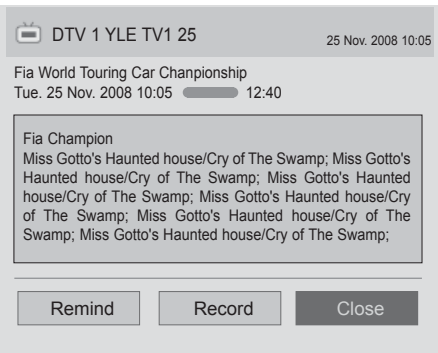 DTV 1 YLE TV1 25
25 Nov. 2008 10:05
Fia World Touring Car Chanpionship
Tue. 25 Nov. 2008 10:05 12:40
Fia Champion
Miss Gotto's Haunted house/Cry of The Swamp; Miss Gotto's
Haunted house/Cry of The Swamp; Miss Gotto's Haunted
house/Cry of The Swamp; Miss Gotto's Haunted house/Cry
of The Swamp; Miss Gotto's Haunted house/Cry of The
Swamp; Miss Gotto's Haunted house/Cry of The Swamp;
Remind
Record
Close